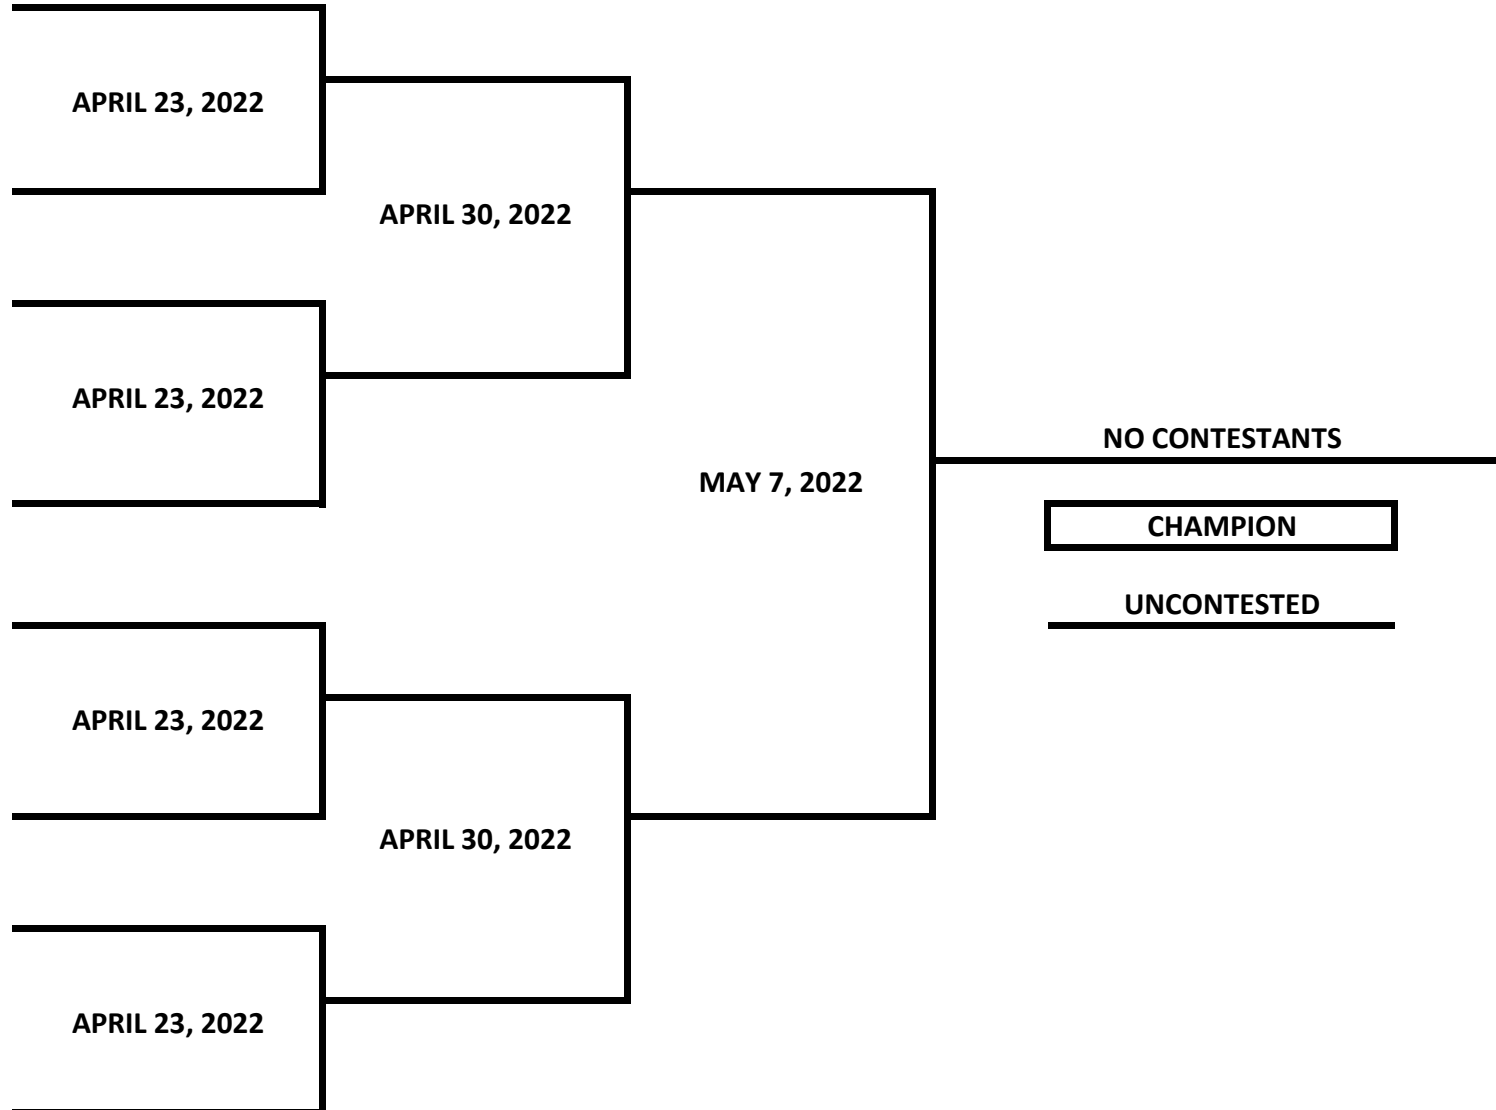 APRIL 23, 2022
APRIL 30, 2022
APRIL 23, 2022
NO CONTESTANTS
MAY 7, 2022
CHAMPION
UNCONTESTED
APRIL 23, 2022
APRIL 30, 2022
APRIL 23, 2022